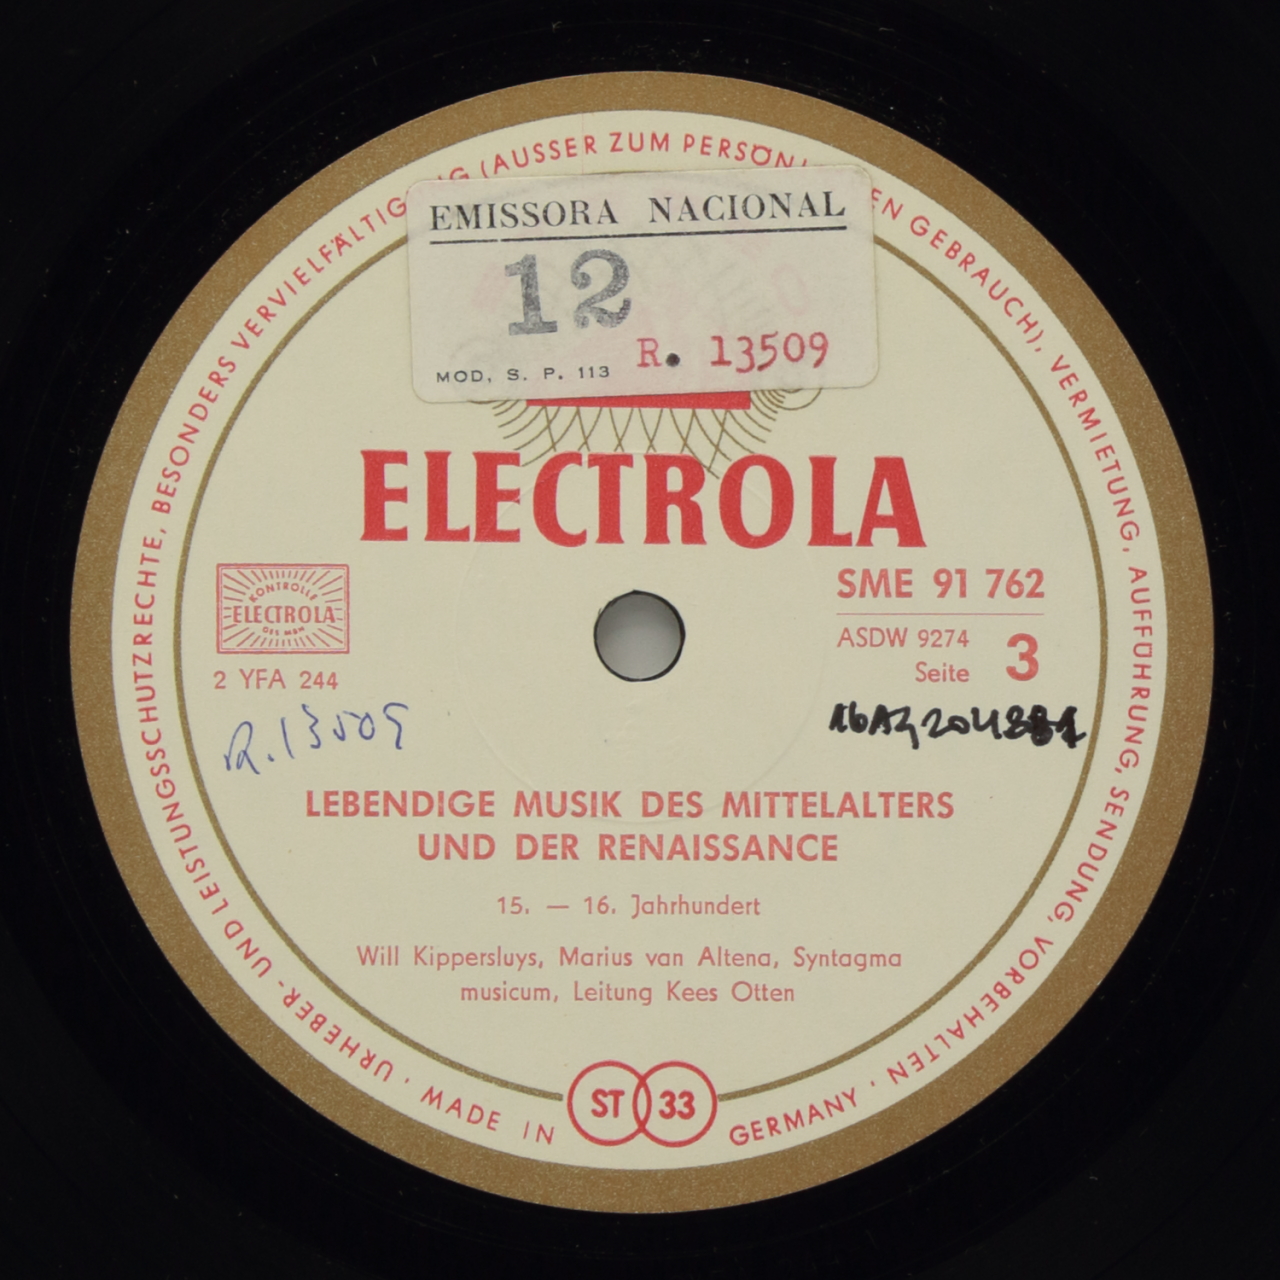 URHEBER- UND LEISTUNGSSCHUTZRECHTE, BESONDERS VERVIELFÄLTIG NG (AUSSER ZUM PERSÖN EN GEBRAUCH), VERMIETUNG, AUFFÜHRUNG, SENDUNG, VORBEHALTEN ·
EMISSORA NACIONAL
12
R. 13509
MOD, S. P. 113
ELECTROLA
KONTROLLE
ELECTROLA
GES MBH
2 YFA 244
SME 91 762
ASDW 9274
Seite 3
R.13509
LEBENDIGE MUSIK DES MITTELALTERS
UND DER RENAISSANCE
15. — 16. Jahrhundert
Will Kippersluys, Marius van Altena, Syntagma
musicum, Leitung Kees Otten
ST 33
MADE IN GERMANY ·